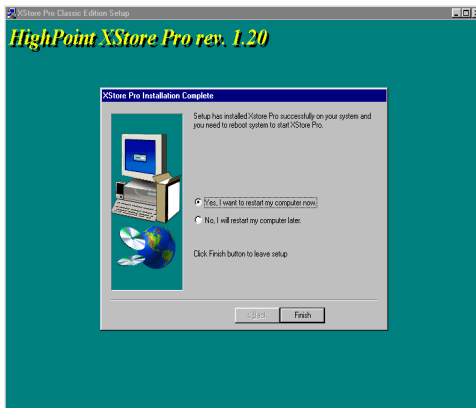 XStore Pro Classic Edition Setup
HighPoint XStore Pro rev. 1.20
XStore Pro Installation Complete
Setup has installed Xstore Pro successfully on your system and
you need to reboot system to start XStore Pro.
Yes, I want to restart my computer now.
No, I will restart my computer later.
Click Finish button to leave setup
< Back
Finish